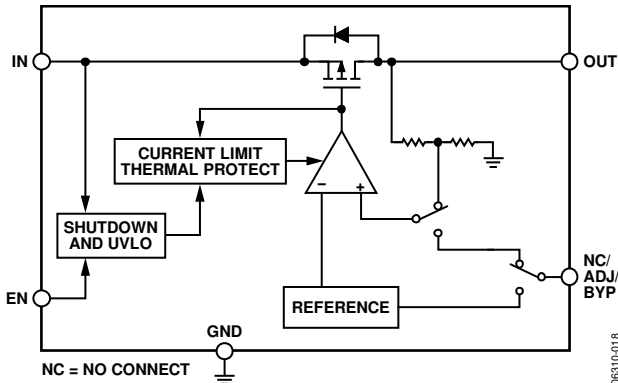 IN
OUT
CURRENT LIMIT
THERMAL PROTECT
–
+
SHUTDOWN
AND UVLO
NC/
ADJ/
BYP
EN
REFERENCE
GND
NC = NO CONNECT
06310-018